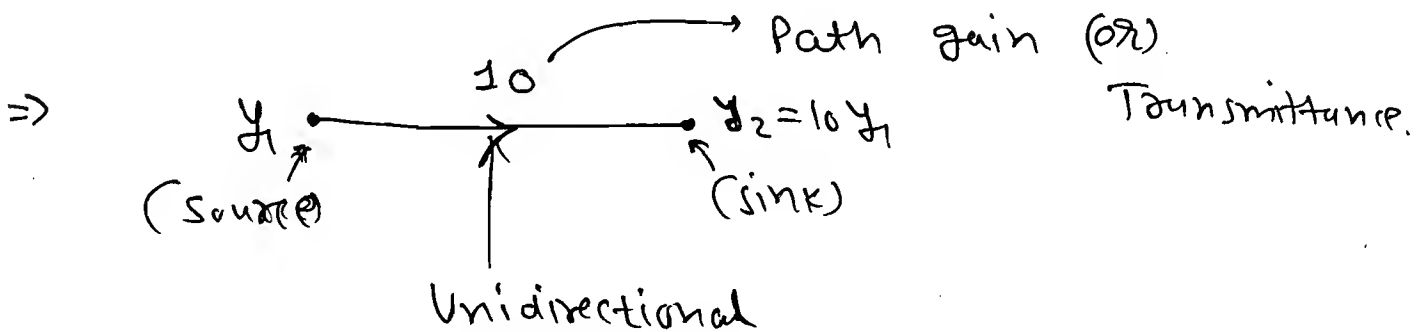 Path gain (or)
Transmittance.
10
=> y₁ y₂ = 10 y₁
(Source) (sink)
Unidirectional